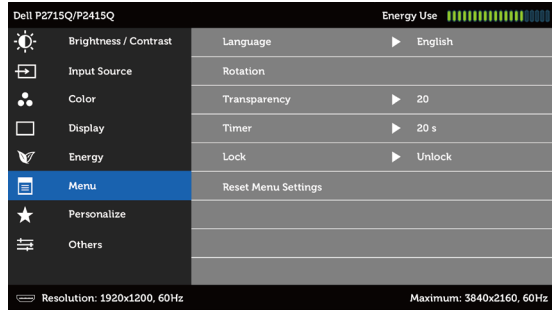 Dell P2715Q/P2415Q Energy Use
Brightness / Contrast Language English
Input Source Rotation
Color Transparency 20
Display Timer 20 s
Energy Lock Unlock
Menu Reset Menu Settings
Personalize
Others
Resolution: 1920x1200, 60Hz Maximum: 3840x2160, 60Hz